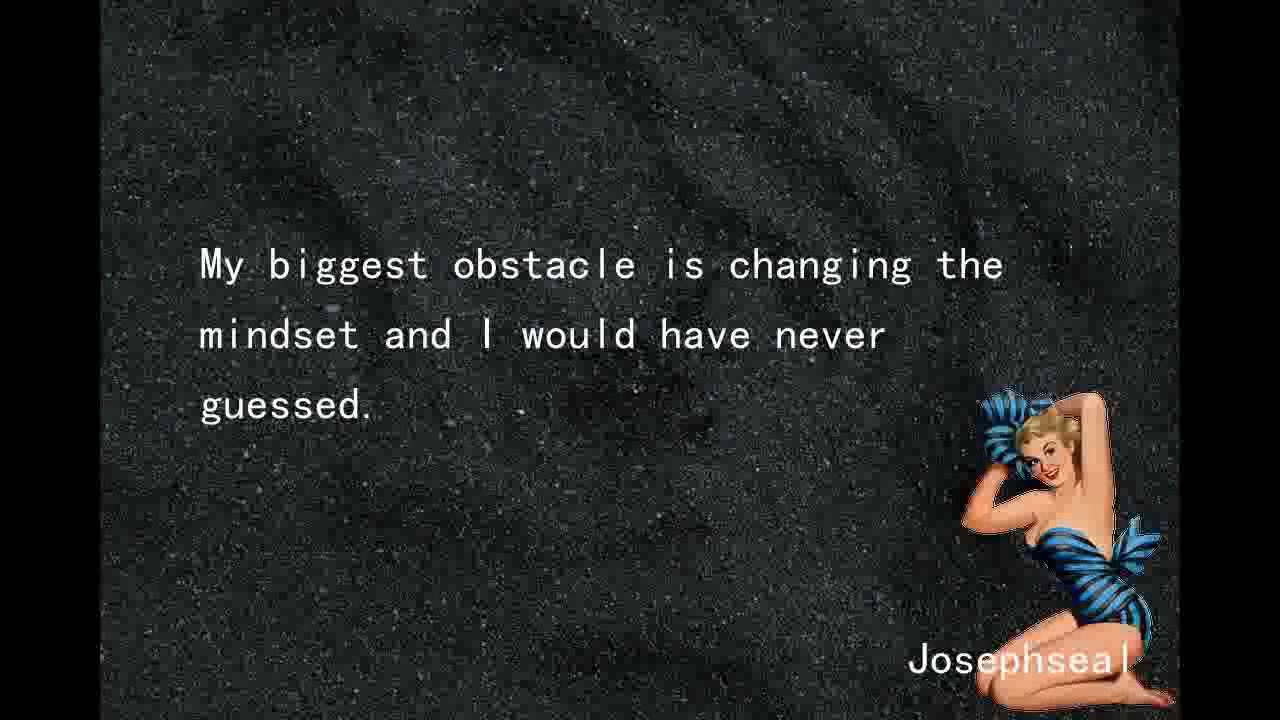 My biggest obstacle is changing the
mindset and I would have never
guessed.
Josephseal